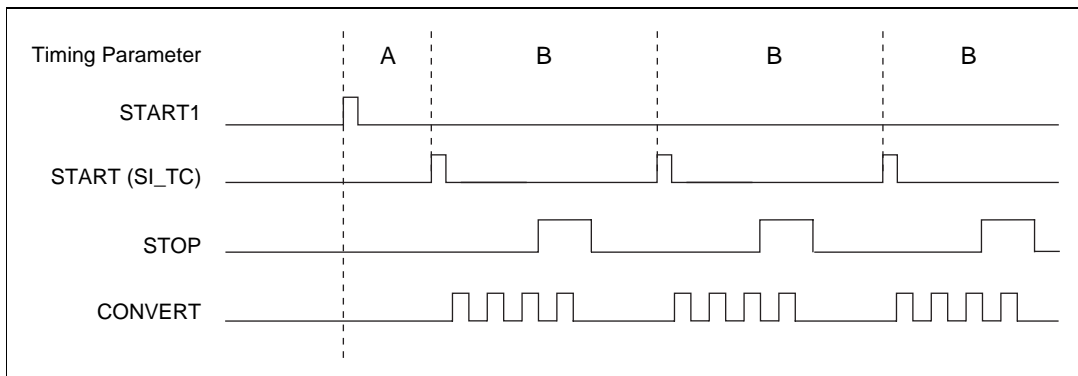 Timing Parameter A B B B
START1
START (SI_TC)
STOP
CONVERT